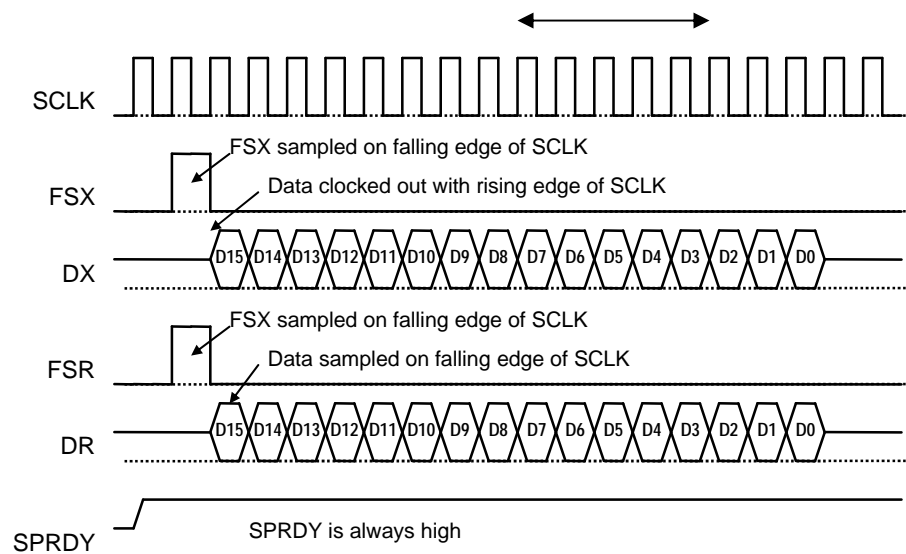 SCLK
FSX sampled on falling edge of SCLK
FSX
Data clocked out with rising edge of SCLK
D15 D14 D13 D12 D11 D10 D9 D8 D7 D6 D5 D4 D3 D2 D1 D0
DX
FSX sampled on falling edge of SCLK
FSR
Data sampled on falling edge of SCLK
D15 D14 D13 D12 D11 D10 D9 D8 D7 D6 D5 D4 D3 D2 D1 D0
DR
SPRDY is always high
SPRDY